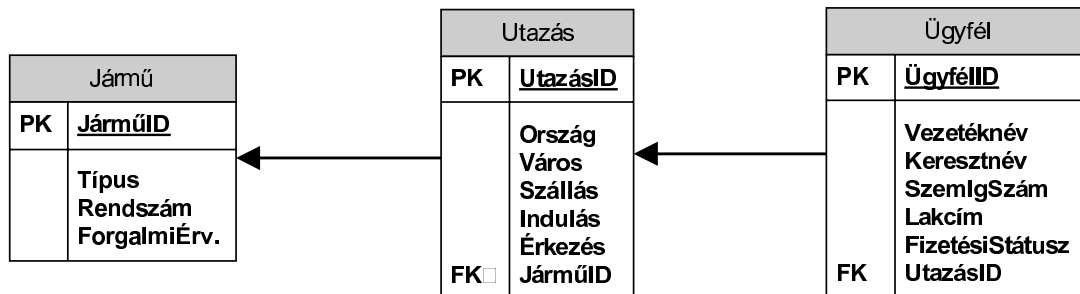 Jármű
PK JárműID
Típus
Rendszám
ForgalmiÉrv.
Utazás
PK UtazásID
Ország
Város
Szállás
Indulás
Érkezés
FK□ JárműID
Ügyfél
PK ÜgyfélID
Vezetéknév
Keresztnév
SzemIgSzám
Lakcím
FizetésiStátusz
FK UtazásID